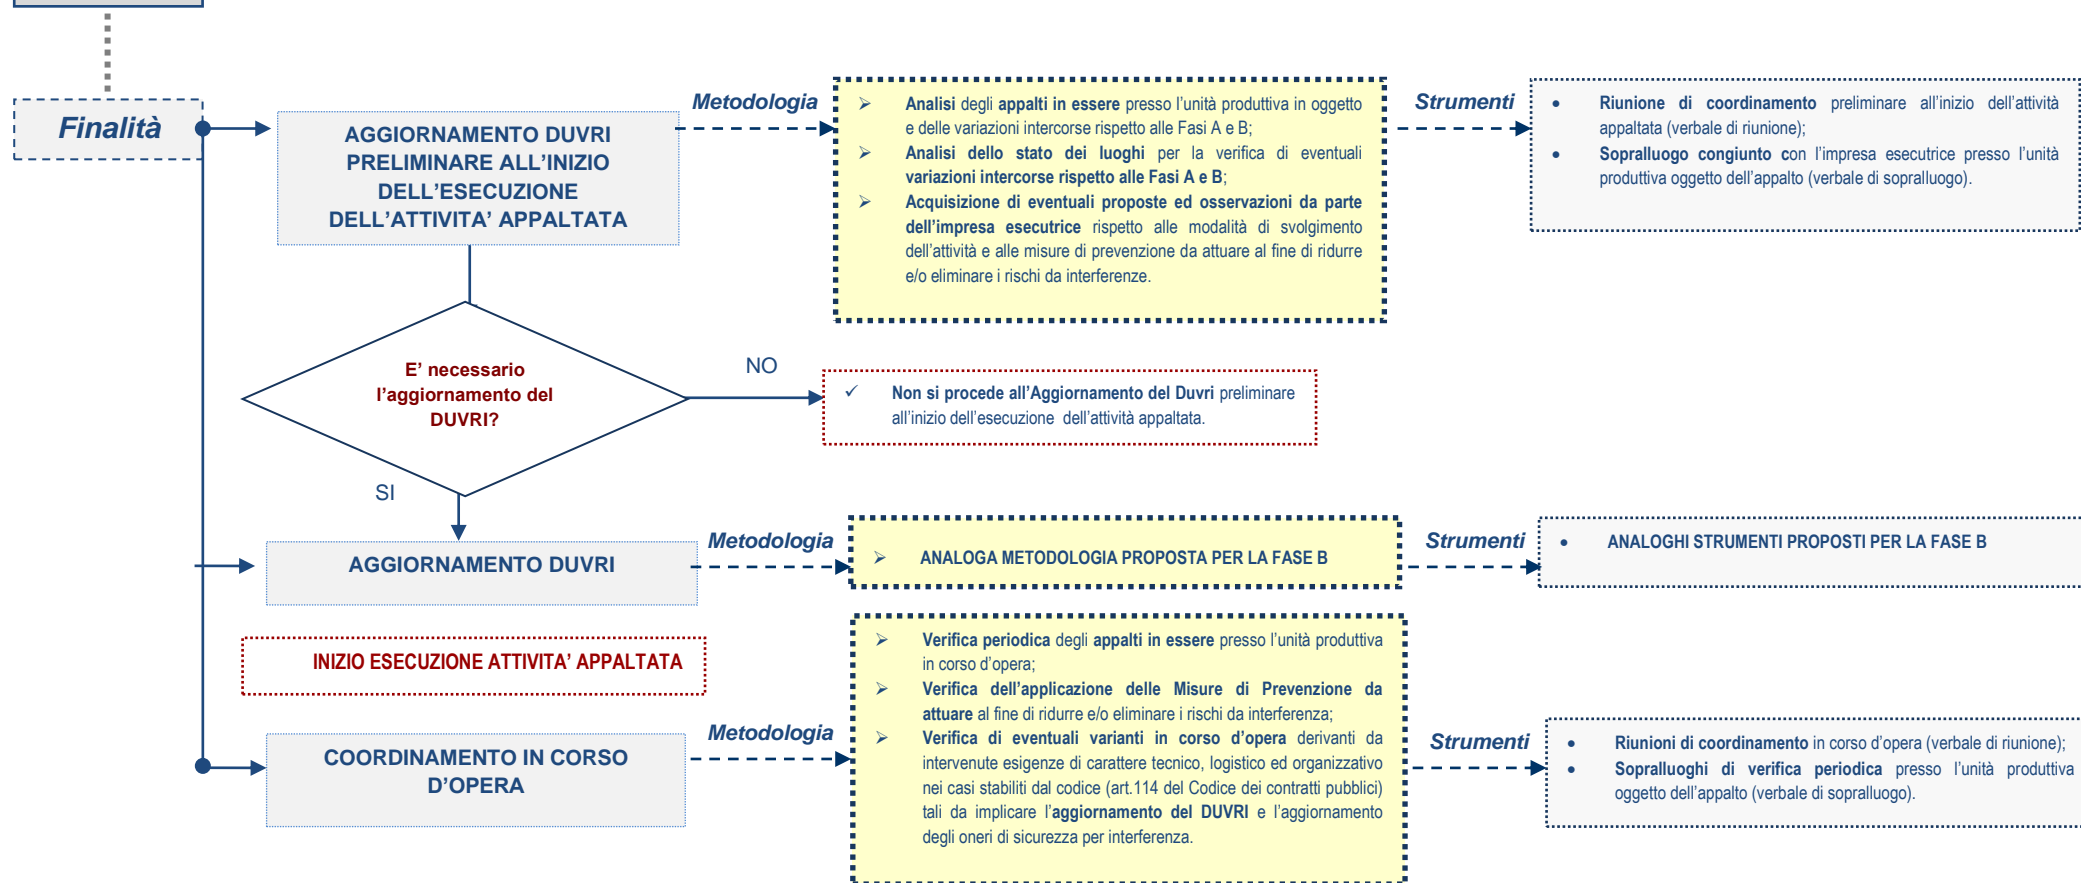 Finalità
AGGIORNAMENTO DUVRI
PRELIMINARE ALL’INIZIO
DELL’ESECUZIONE
DELL’ATTIVITA’ APPALTATA
Metodologia
➢ Analisi degli appalti in essere presso l’unità produttiva in oggetto
e delle variazioni intercorse rispetto alle Fasi A e B;
➢ Analisi dello stato dei luoghi per la verifica di eventuali
variazioni intercorse rispetto alle Fasi A e B;
➢ Acquisizione di eventuali proposte ed osservazioni da parte
dell’impresa esecutrice rispetto alle modalità di svolgimento
dell’attività e alle misure di prevenzione da attuare al fine di ridurre
e/o eliminare i rischi da interferenze.
Strumenti
• Riunione di coordinamento preliminare all’inizio dell’attività
appaltata (verbale di riunione);
• Sopralluogo congiunto con l’impresa esecutrice presso l’unità
produttiva oggetto dell’appalto (verbale di sopralluogo).
E’ necessario
l’aggiornamento del
DUVRI?
NO
✓ Non si procede all’Aggiornamento del Duvri preliminare
all’inizio dell’esecuzione dell’attività appaltata.
SI
AGGIORNAMENTO DUVRI
Metodologia
➢ ANALOGA METODOLOGIA PROPOSTA PER LA FASE B
Strumenti
• ANALOGHI STRUMENTI PROPOSTI PER LA FASE B
INIZIO ESECUZIONE ATTIVITA’ APPALTATA
COORDINAMENTO IN CORSO
D’OPERA
Metodologia
➢ Verifica periodica degli appalti in essere presso l’unità produttiva
in corso d’opera;
➢ Verifica dell’applicazione delle Misure di Prevenzione da
attuare al fine di ridurre e/o eliminare i rischi da interferenza;
➢ Verifica di eventuali varianti in corso d’opera derivanti da
intervenute esigenze di carattere tecnico, logistico ed organizzativo
nei casi stabiliti dal codice (art.114 del Codice dei contratti pubblici)
tali da implicare l’aggiornamento del DUVRI e l’aggiornamento
degli oneri di sicurezza per interferenza.
Strumenti
• Riunioni di coordinamento in corso d’opera (verbale di riunione);
• Sopralluoghi di verifica periodica presso l’unità produttiva
oggetto dell’appalto (verbale di sopralluogo).